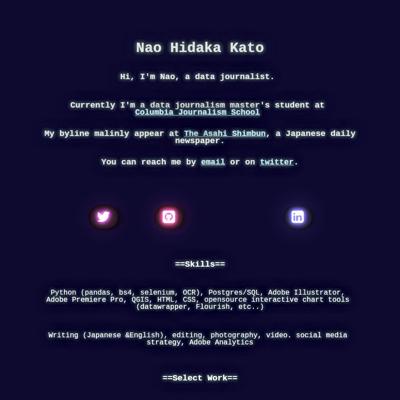 Nao Hidaka Kato
Hi, I'm Nao, a data journalist.
Currently I'm a data journalism master's student at
Columbia Journalism School
My byline malinly appear at The Asahi Shimbun, a Japanese daily
newspaper.
You can reach me by email or on twitter.
==Skills==
Python (pandas, bs4, selenium, OCR), Postgres/SQL, Adobe Illustrator,
Adobe Premiere Pro, QGIS, HTML, CSS, opensource interactive chart tools
(datawrapper, Flourish, etc..)
Writing (Japanese &English), editing, photography, video. social media
strategy, Adobe Analytics
==Select Work==